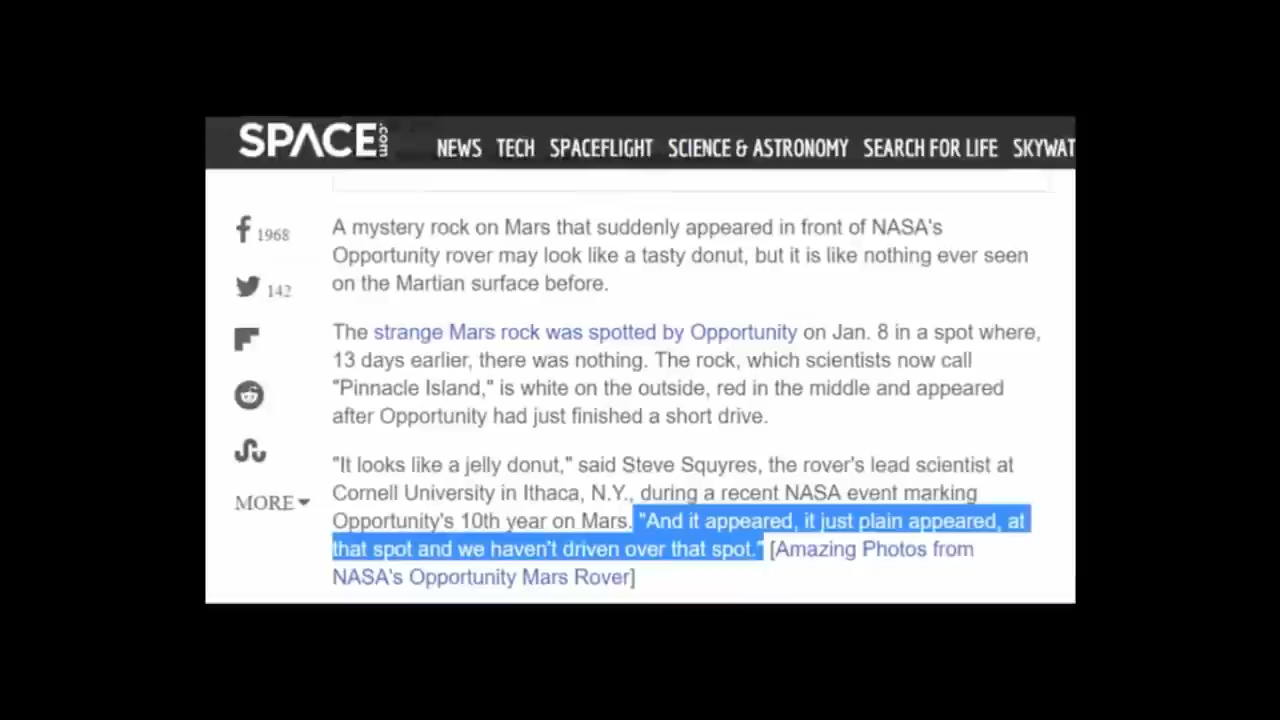 SPACE.com
NEWS TECH SPACEFLIGHT SCIENCE & ASTRONOMY SEARCH FOR LIFE SKYWAT
1968
142
MORE
A mystery rock on Mars that suddenly appeared in front of NASA's
Opportunity rover may look like a tasty donut, but it is like nothing ever seen
on the Martian surface before.
The strange Mars rock was spotted by Opportunity on Jan. 8 in a spot where,
13 days earlier, there was nothing. The rock, which scientists now call
"Pinnacle Island," is white on the outside, red in the middle and appeared
after Opportunity had just finished a short drive.
"It looks like a jelly donut," said Steve Squyres, the rover's lead scientist at
Cornell University in Ithaca, N.Y., during a recent NASA event marking
Opportunity's 10th year on Mars. "And it appeared, it just plain appeared, at
that spot and we haven't driven over that spot." [Amazing Photos from
NASA's Opportunity Mars Rover]